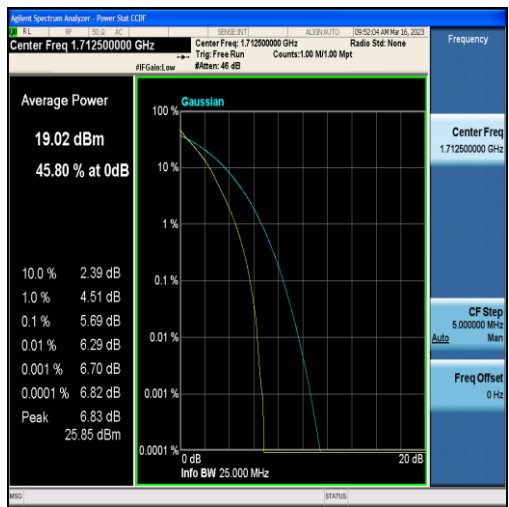 Agilent Spectrum Analyzer - Power Stat CCDF
RL RF 50 Ω AC SENSE:INT ALIGN AUTO 09:52:04 AM Mar 16, 2023
Center Freq 1.712500000 GHz
Center Freq: 1.712500000 GHz Radio Std: None
Trig: Free Run Counts:1.00 M/1.00 Mpt
#IFGain:Low #Atten: 46 dB
Frequency
Average Power
19.02 dBm
45.80 % at 0dB
10.0 % 2.39 dB
1.0 % 4.51 dB
0.1 % 5.69 dB
0.01 % 6.29 dB
0.001 % 6.70 dB
0.0001 % 6.82 dB
Peak 6.83 dB
25.85 dBm
Gaussian
100 %
10 %
1 %
0.1 %
0.01 %
0.001 %
0.0001 %
0 dB 20 dB
Info BW 25.000 MHz
Center Freq
1.712500000 GHz
CF Step
5.000000 MHz
Auto Man
Freq Offset
0 Hz
MSG STATUS